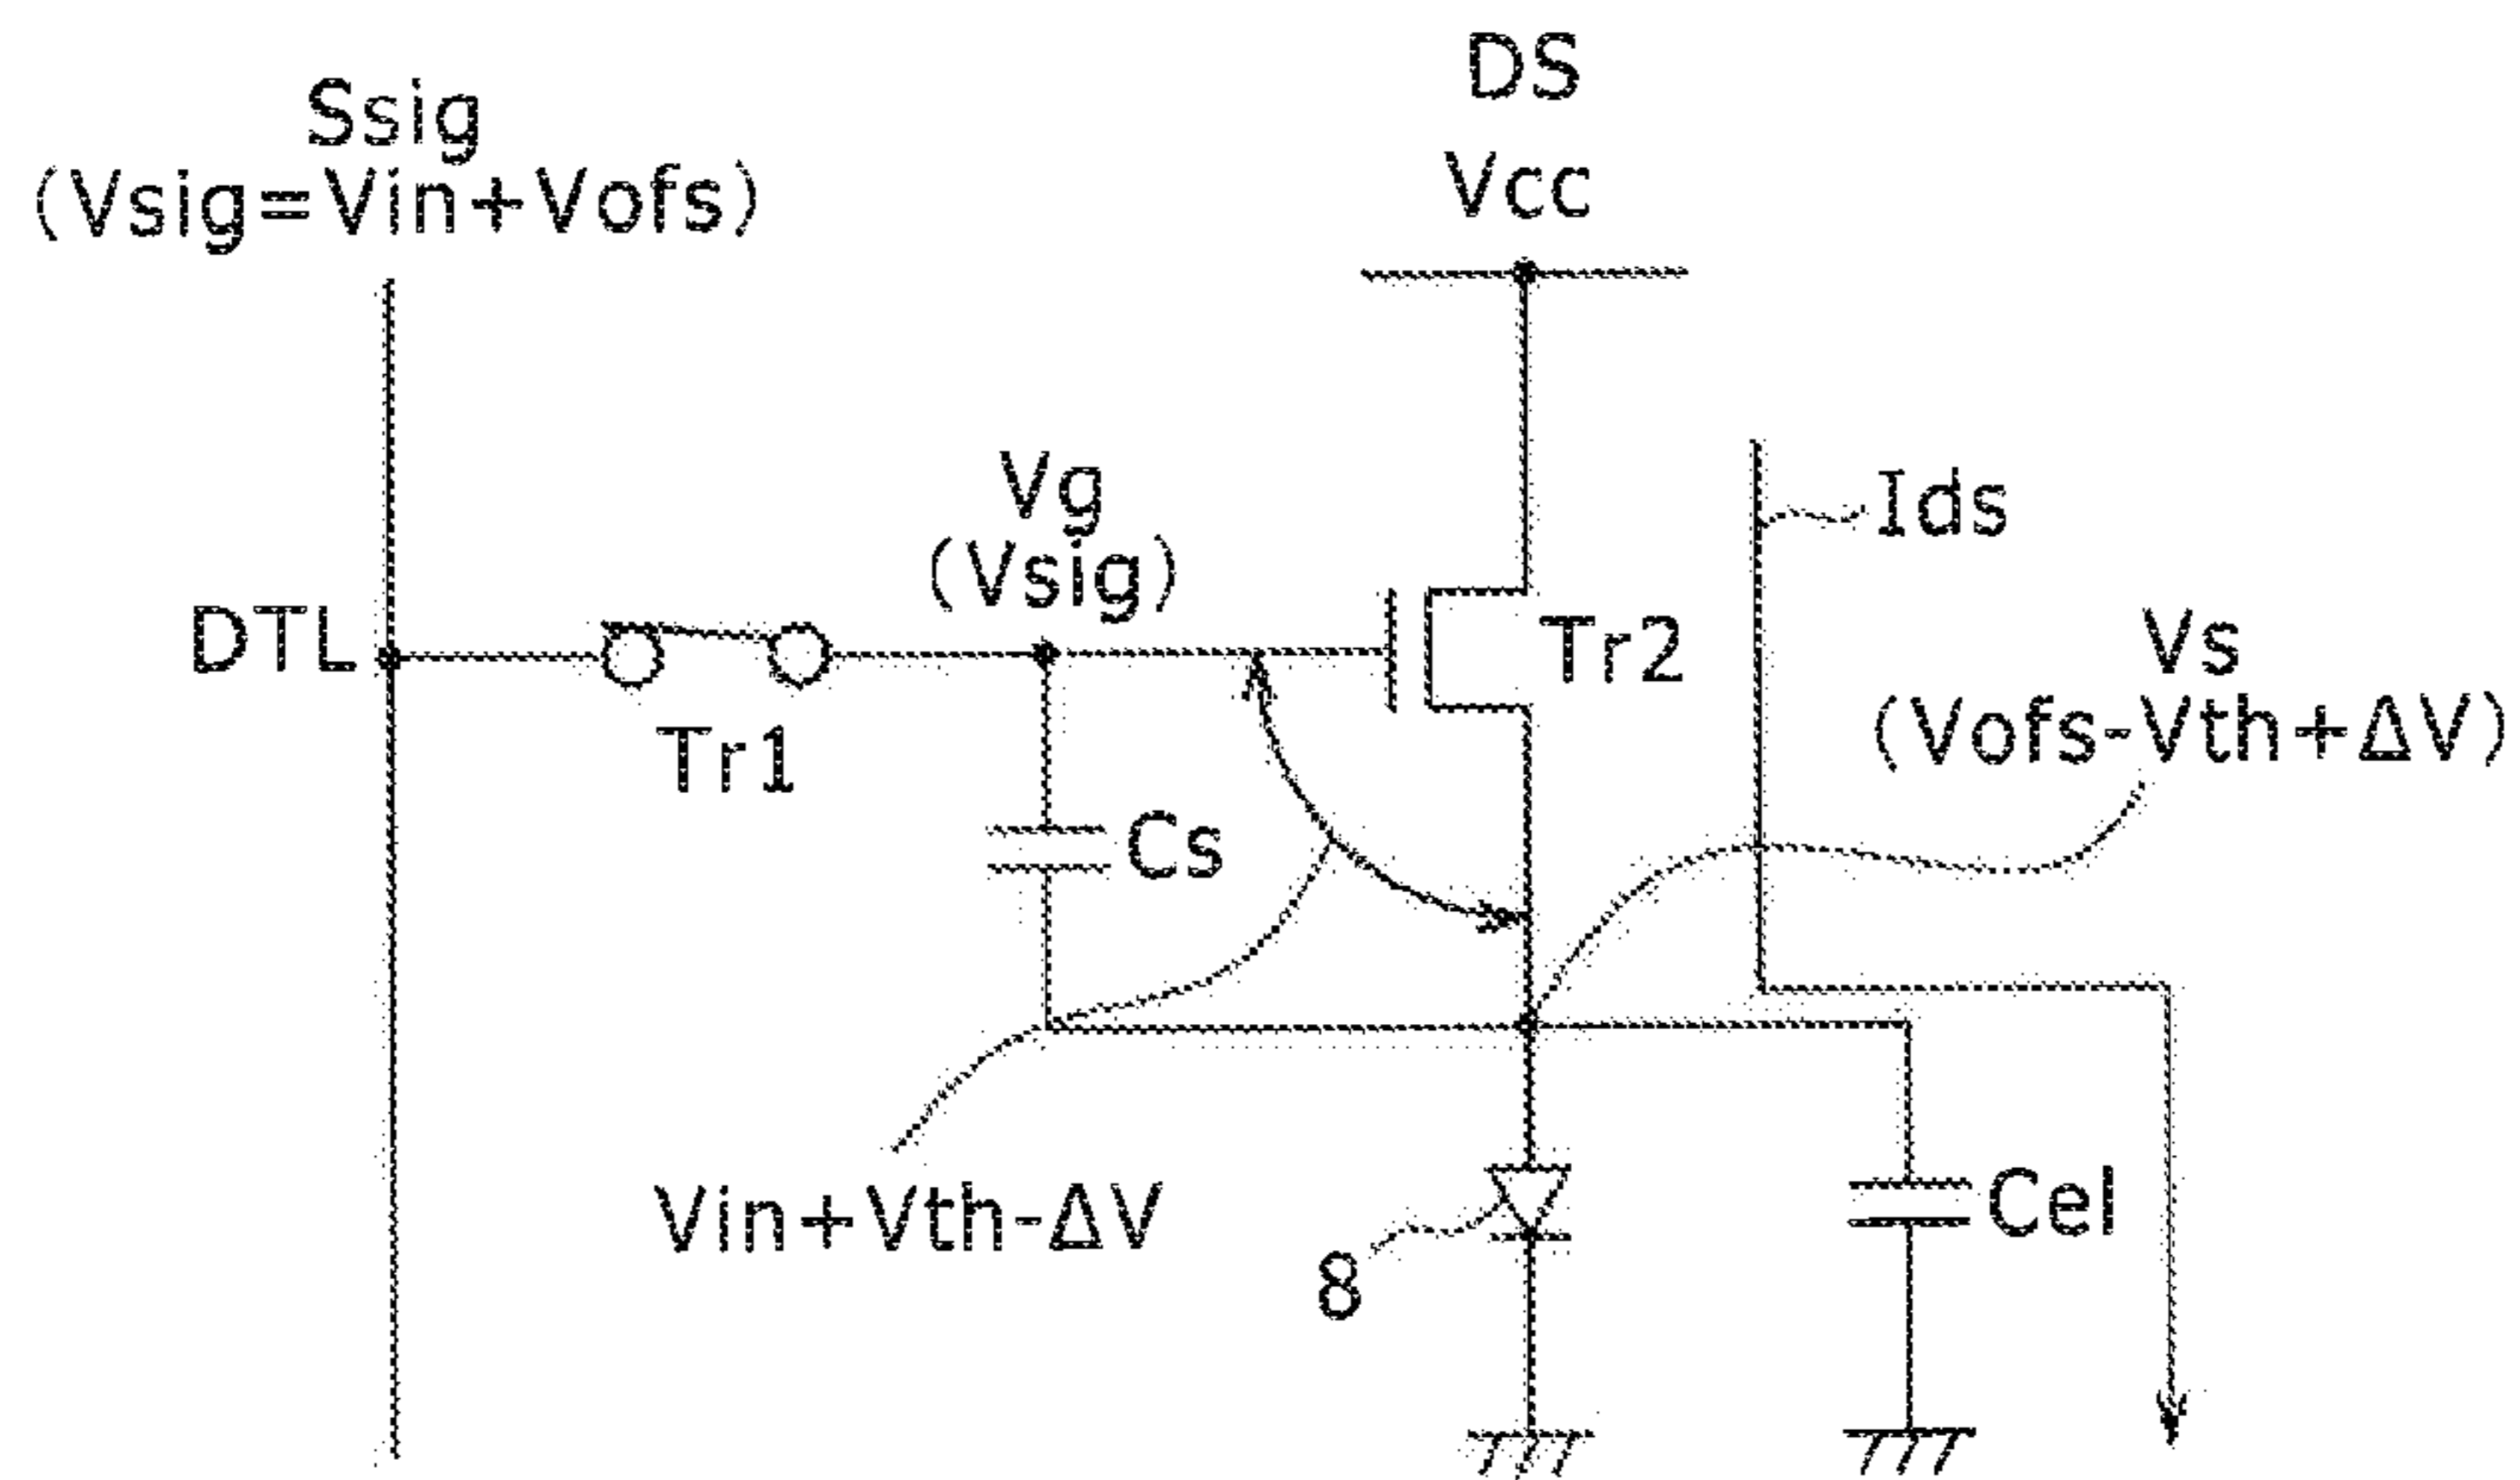 Ssig
(Vsig=Vin+Vofs)
DS
Vcc
Vg
(Vsig)
Ids
DTL
Tr1
Tr2
Vs
(Vofs-Vth+ΔV)
Cs
Vin+Vth-ΔV
8
Cel